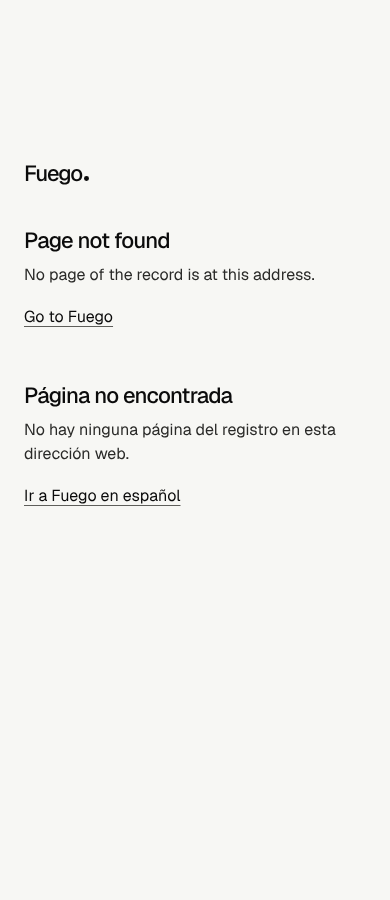 Fuego.
Page not found
No page of the record is at this address.
Go to Fuego
Página no encontrada
No hay ninguna página del registro en esta
dirección web.
Ir a Fuego en español